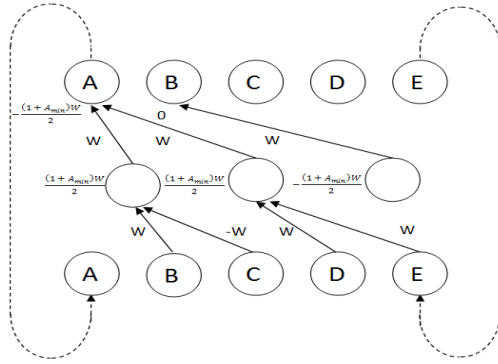 A B C D E
-(1 + A_min)W/2
0
W W W
(1 + A_min)W/2 (1 + A_min)W/2 -(1 + A_min)W/2
W -W W W
A B C D E